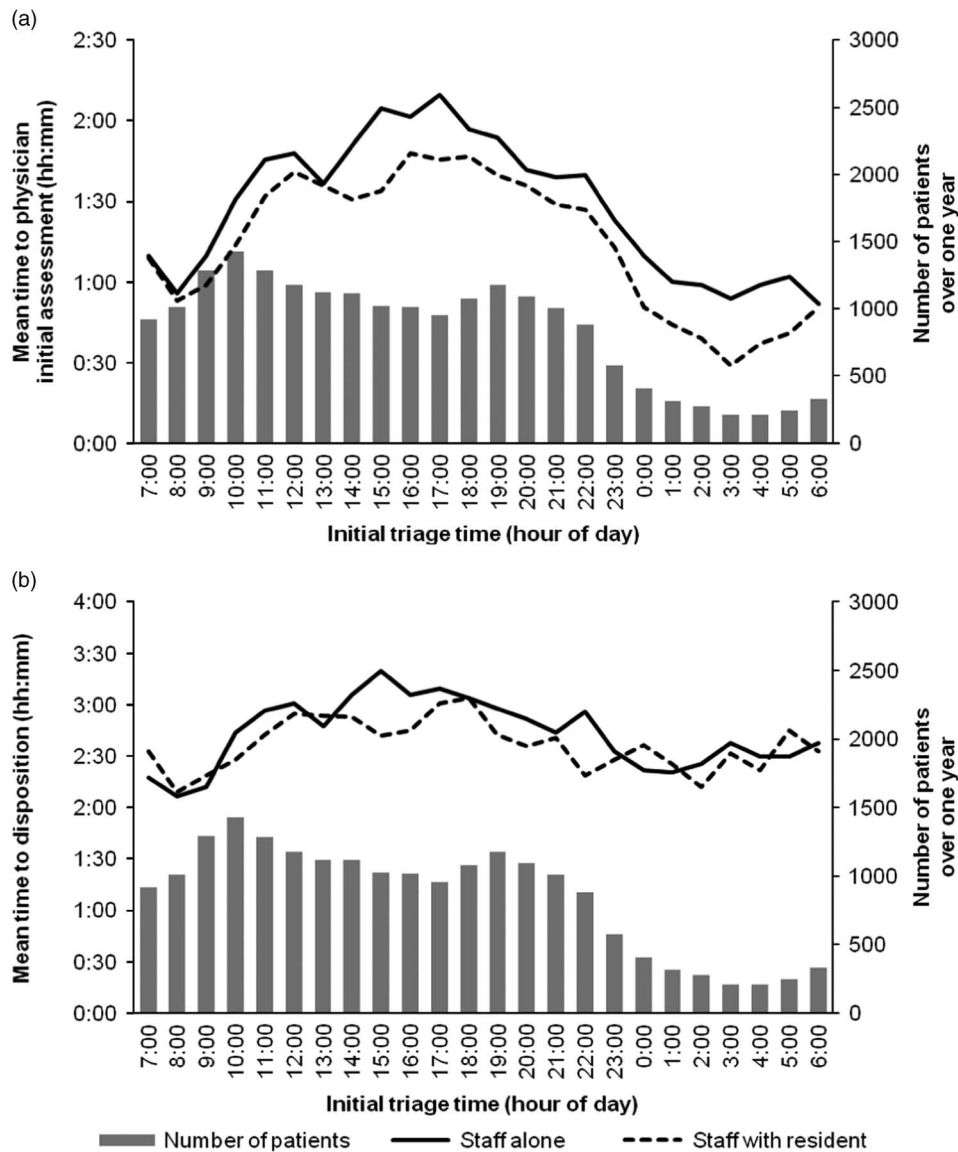 (a)
2:30
2:00
1:30
1:00
0:30
0:00
Mean time to physician
initial assessment (hh:mm)
3000
2500
2000
1500
1000
500
0
Number of patients
over one year
7:00 8:00 9:00 10:00 11:00 12:00 13:00 14:00 15:00 16:00 17:00 18:00 19:00 20:00 21:00 22:00 23:00 0:00 1:00 2:00 3:00 4:00 5:00 6:00
Initial triage time (hour of day)
(b)
4:00
3:30
3:00
2:30
2:00
1:30
1:00
0:30
0:00
Mean time to disposition (hh:mm)
3000
2500
2000
1500
1000
500
0
Number of patients
over one year
7:00 8:00 9:00 10:00 11:00 12:00 13:00 14:00 15:00 16:00 17:00 18:00 19:00 20:00 21:00 22:00 23:00 0:00 1:00 2:00 3:00 4:00 5:00 6:00
Initial triage time (hour of day)
Number of patients Staff alone Staff with resident